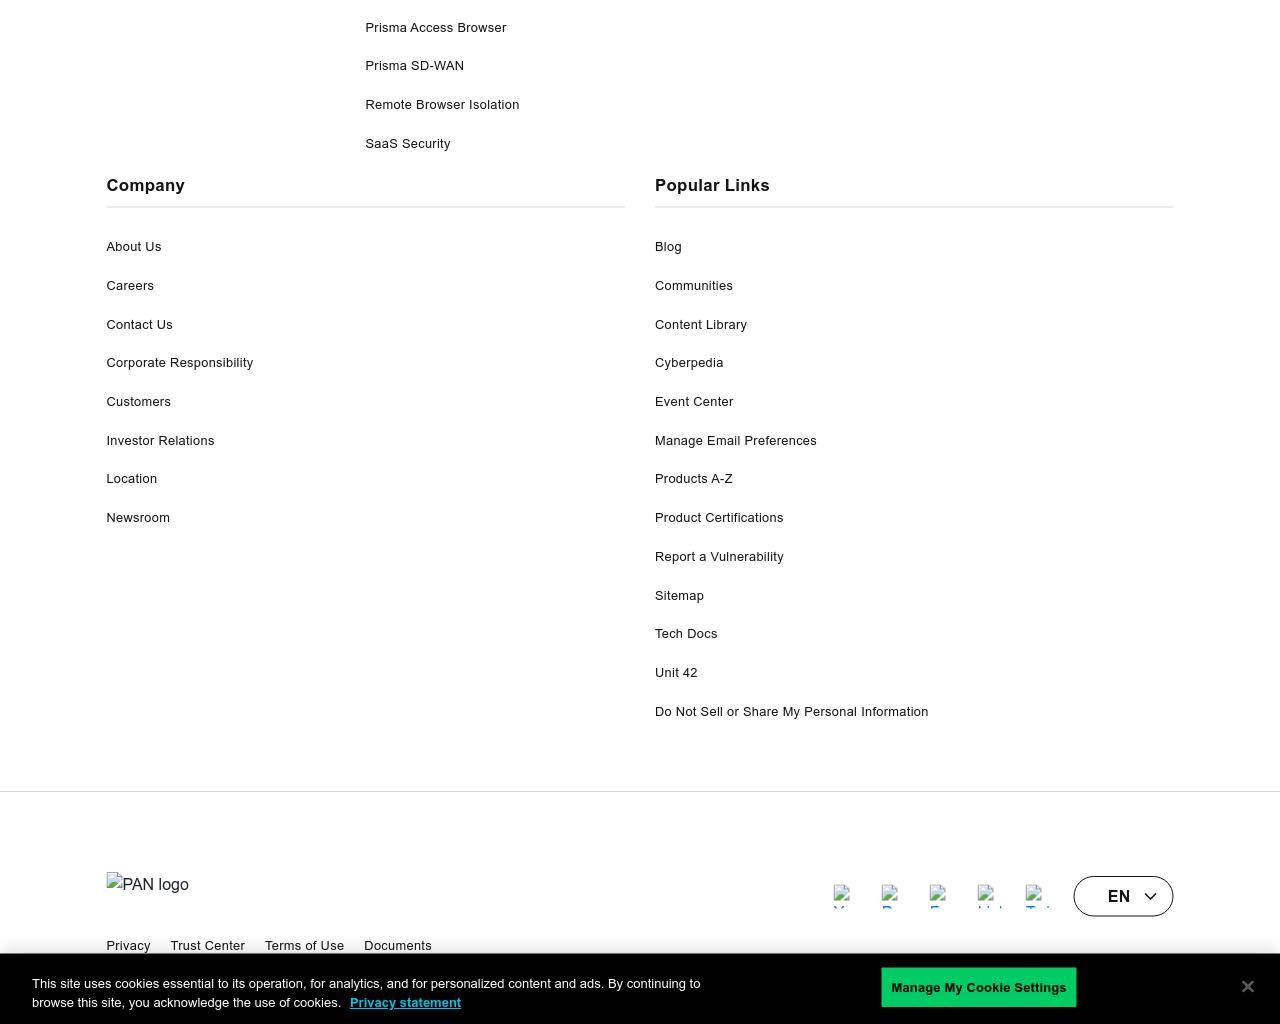 Prisma Access Browser
Prisma SD-WAN
Remote Browser Isolation
SaaS Security
Company
About Us
Careers
Contact Us
Corporate Responsibility
Customers
Investor Relations
Location
Newsroom
Popular Links
Blog
Communities
Content Library
Cyberpedia
Event Center
Manage Email Preferences
Products A-Z
Product Certifications
Report a Vulnerability
Sitemap
Tech Docs
Unit 42
Do Not Sell or Share My Personal Information
PAN logo
EN
Privacy Trust Center Terms of Use Documents
This site uses cookies essential to its operation, for analytics, and for personalized content and ads. By continuing to
browse this site, you acknowledge the use of cookies. Privacy statement
Manage My Cookie Settings